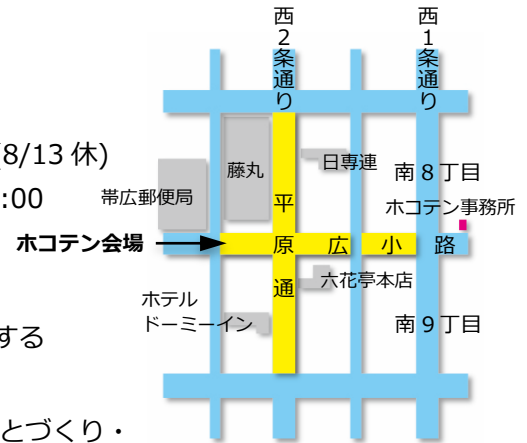 西2条通り
西1条通り
(8/13 休)
:00
藤丸
日専連
南8丁目
帯広郵便局
ホコテン事務所
ホコテン会場
平原通
広小路
六花亭本店
ホテル
ドーミーイン
南9丁目
する
とづくり・